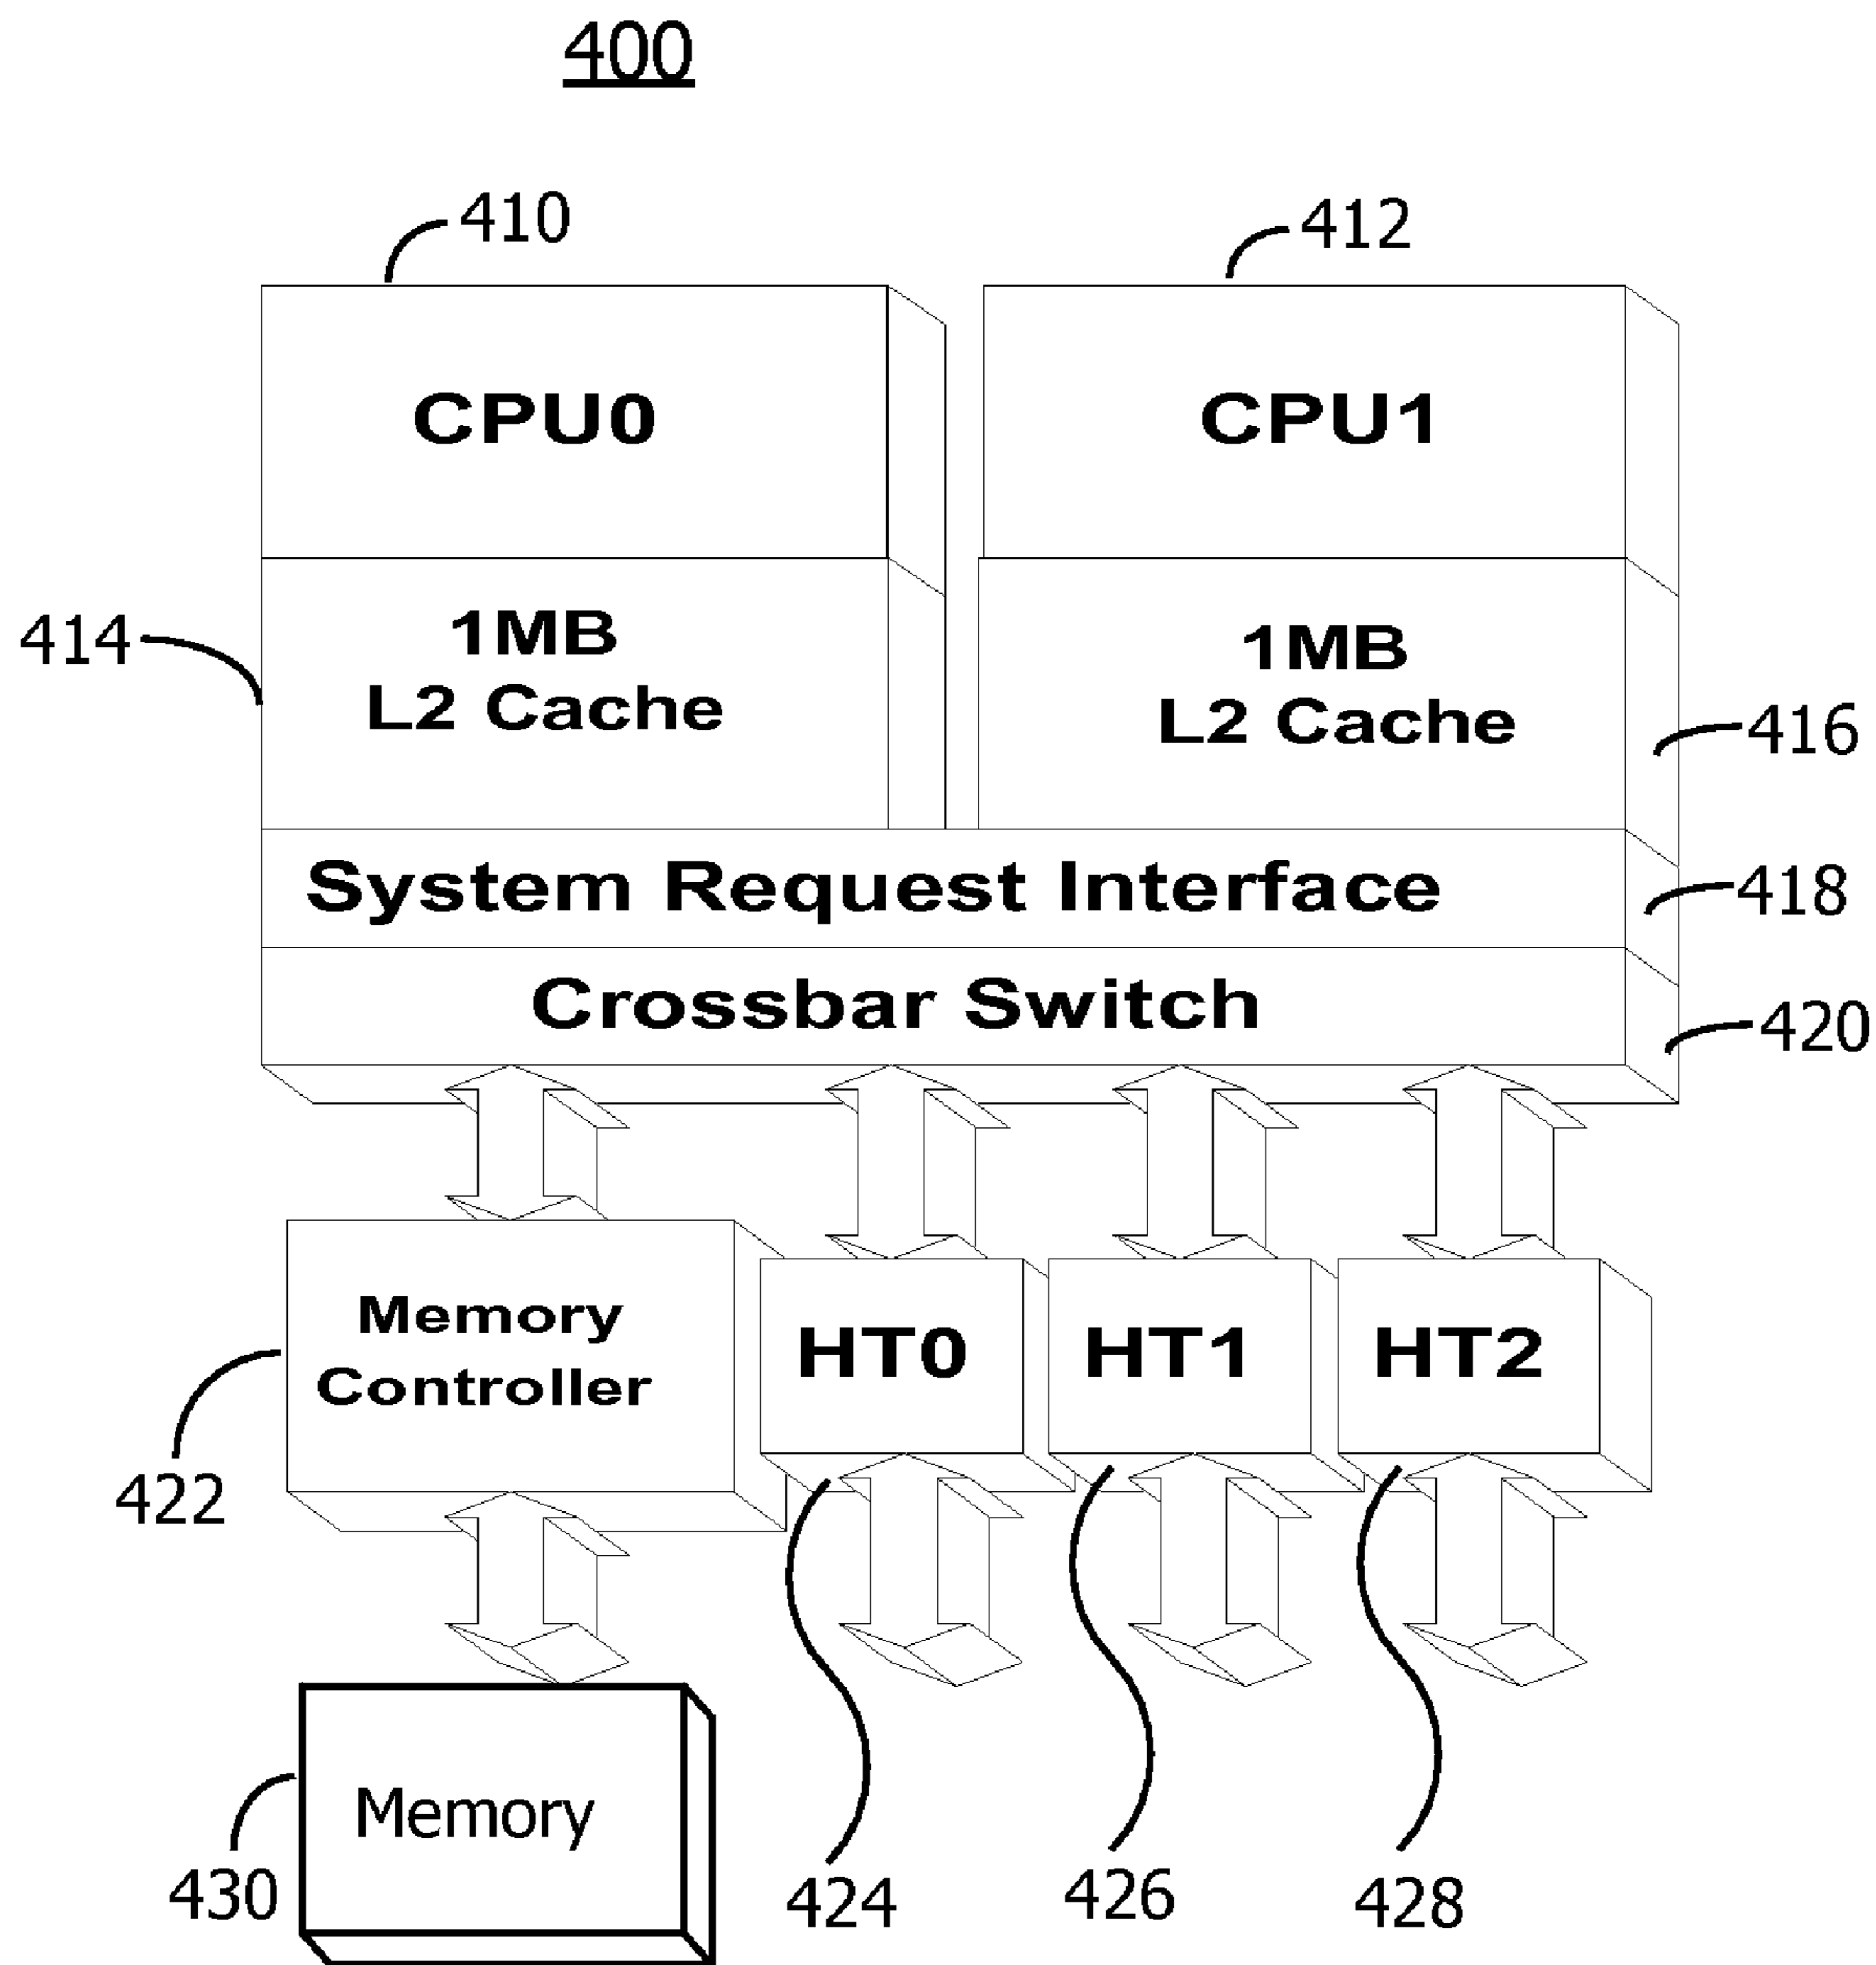 400
410
412
CPU0
CPU1
414
1MB
L2 Cache
1MB
L2 Cache
416
System Request Interface
418
Crossbar Switch
420
Memory
Controller
HT0
HT1
HT2
422
Memory
430
424
426
428